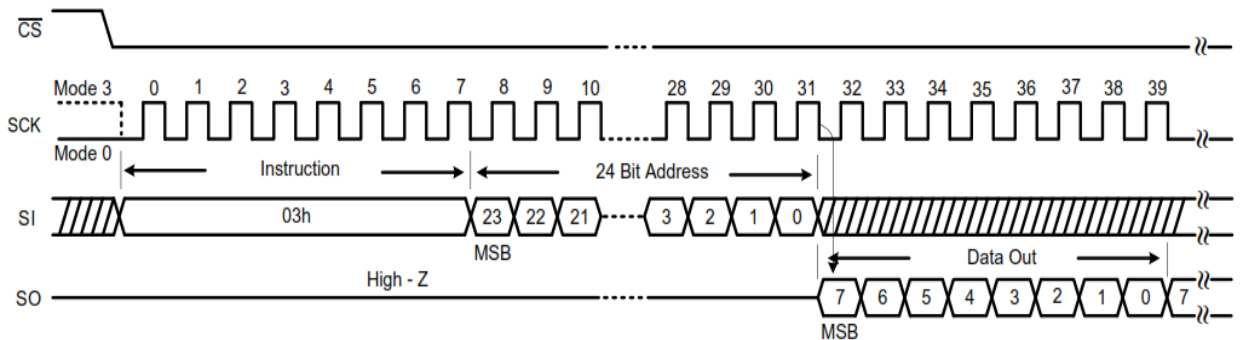 CS
Mode 3 0 1 2 3 4 5 6 7 8 9 10 28 29 30 31 32 33 34 35 36 37 38 39
SCK
Mode 0
Instruction 24 Bit Address
SI 03h 23 22 21 3 2 1 0
MSB
Data Out
High - Z
SO 7 6 5 4 3 2 1 0 7
MSB